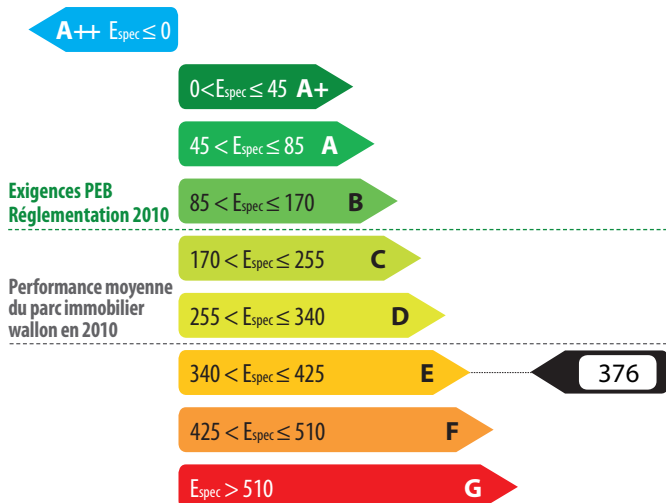 A++ Espec ≤ 0
0<Espec ≤ 45 A+
45 < Espec ≤ 85 A
Exigences PEB
Réglementation 2010
85 < Espec ≤ 170 B
170 < Espec ≤ 255 C
Performance moyenne
du parc immobilier
wallon en 2010
255 < Espec ≤ 340 D
340 < Espec ≤ 425 E
376
425 < Espec ≤ 510 F
Espec > 510 G